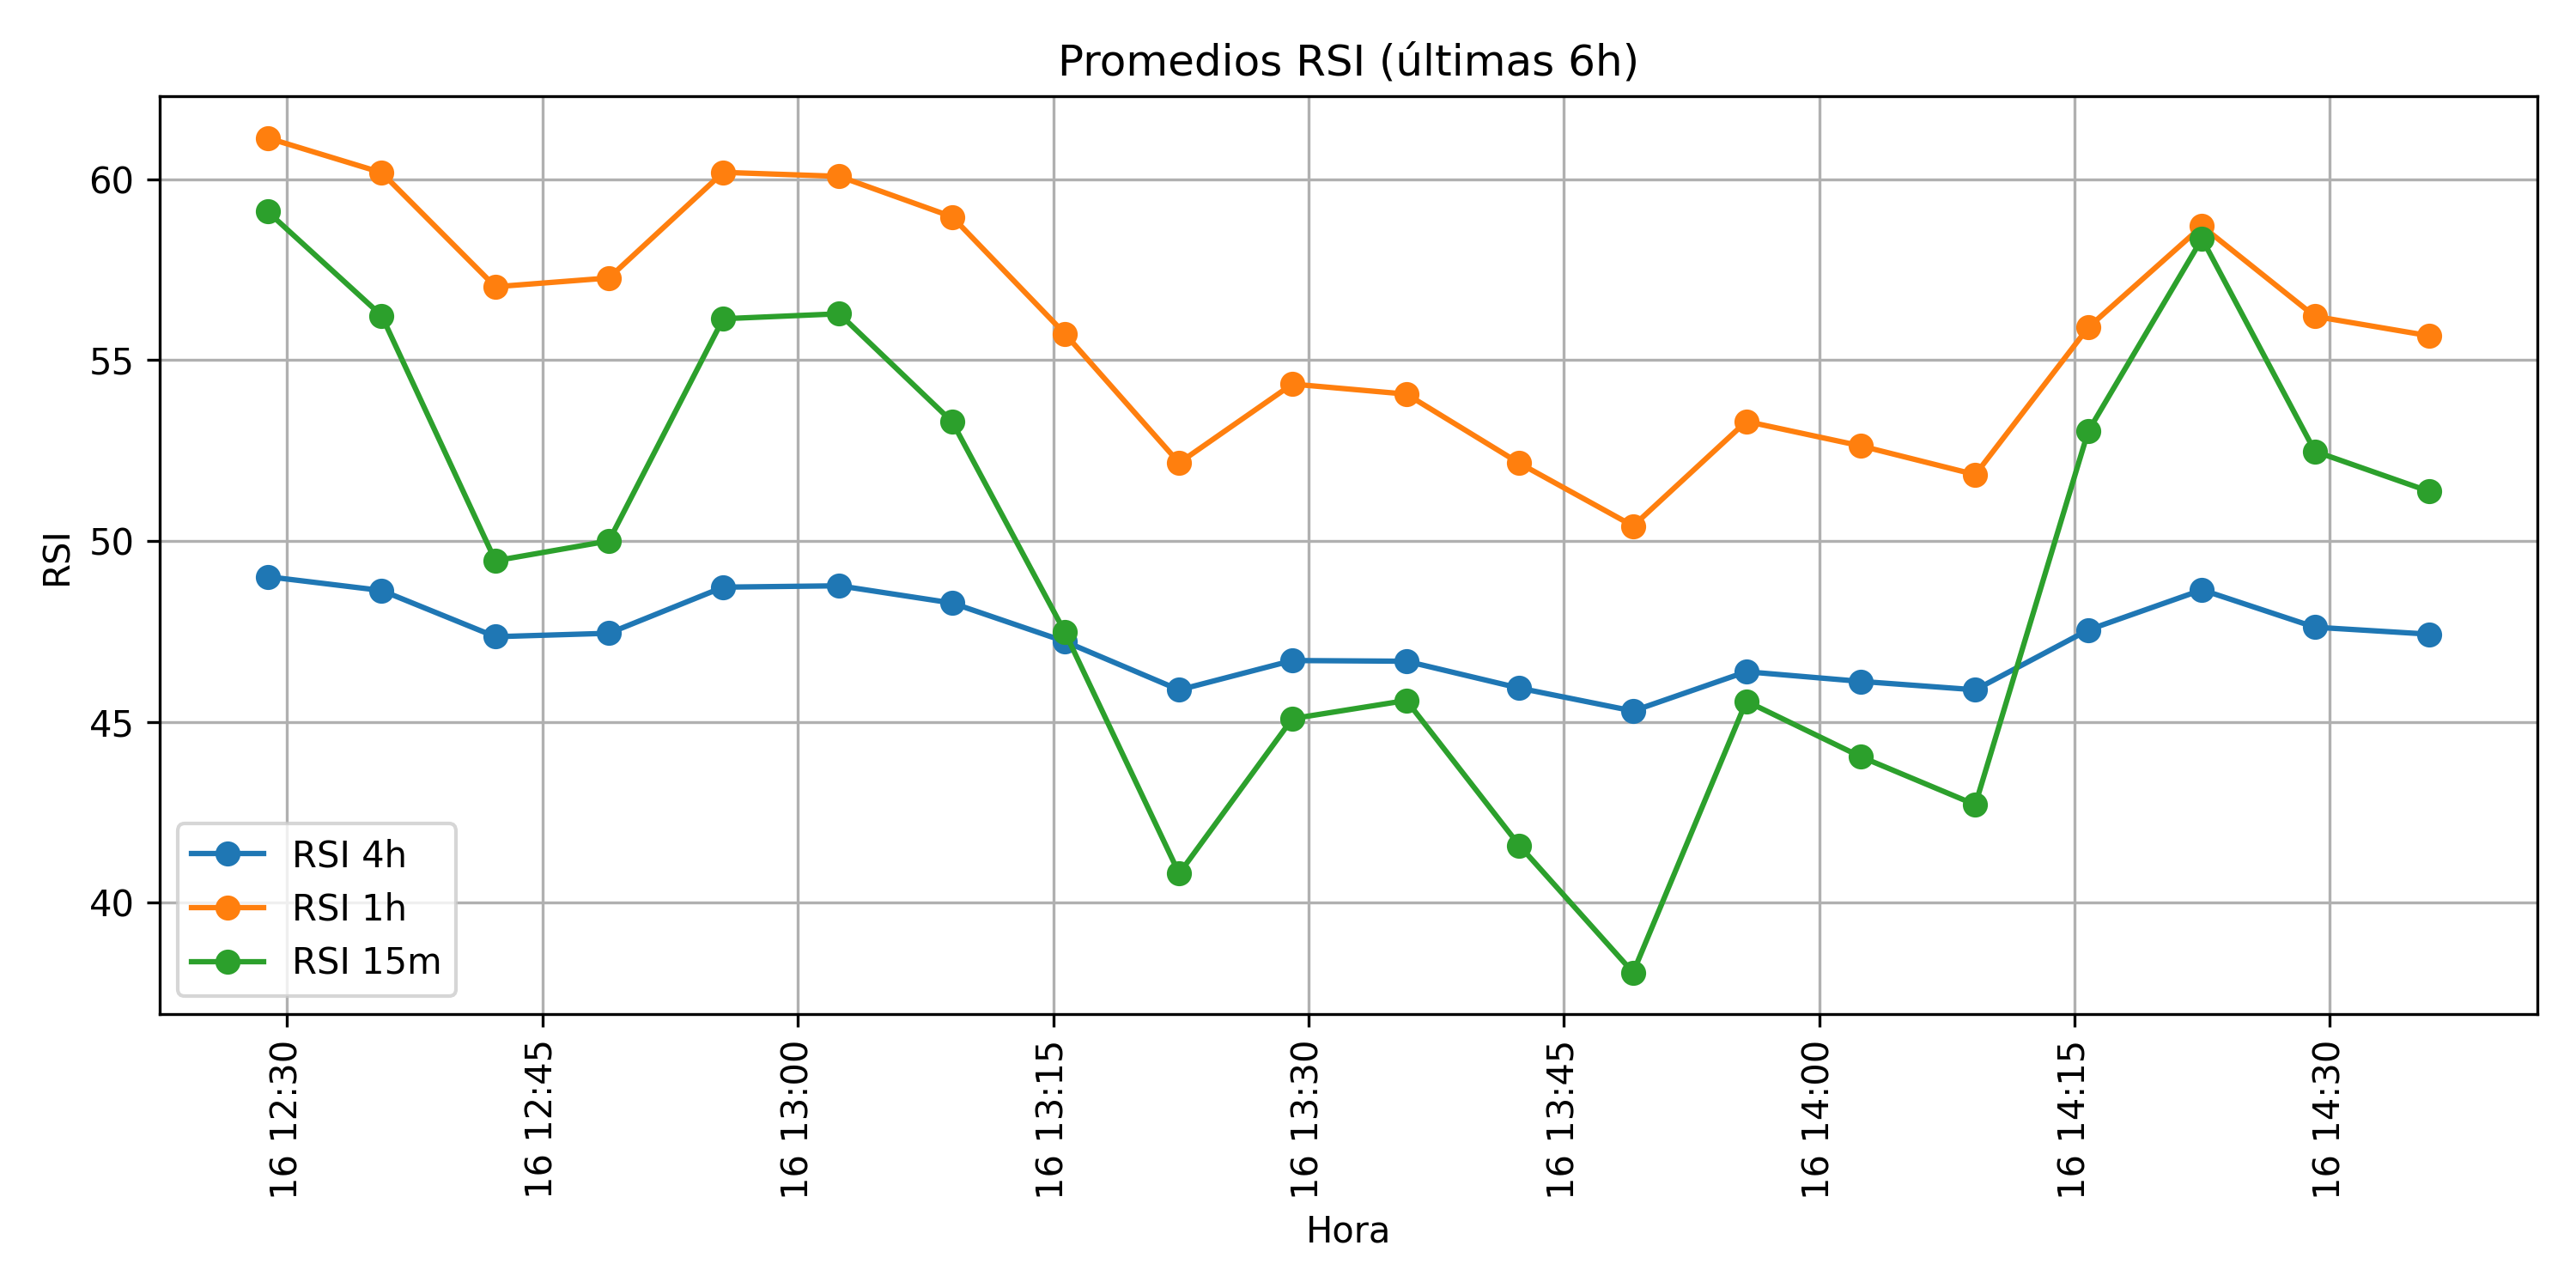 Promedios RSI (últimas 6h)
RSI
60
55
50
45
40
RSI 4h
RSI 1h
RSI 15m
16 12:30
16 12:45
16 13:00
16 13:15
16 13:30
16 13:45
16 14:00
16 14:15
16 14:30
Hora